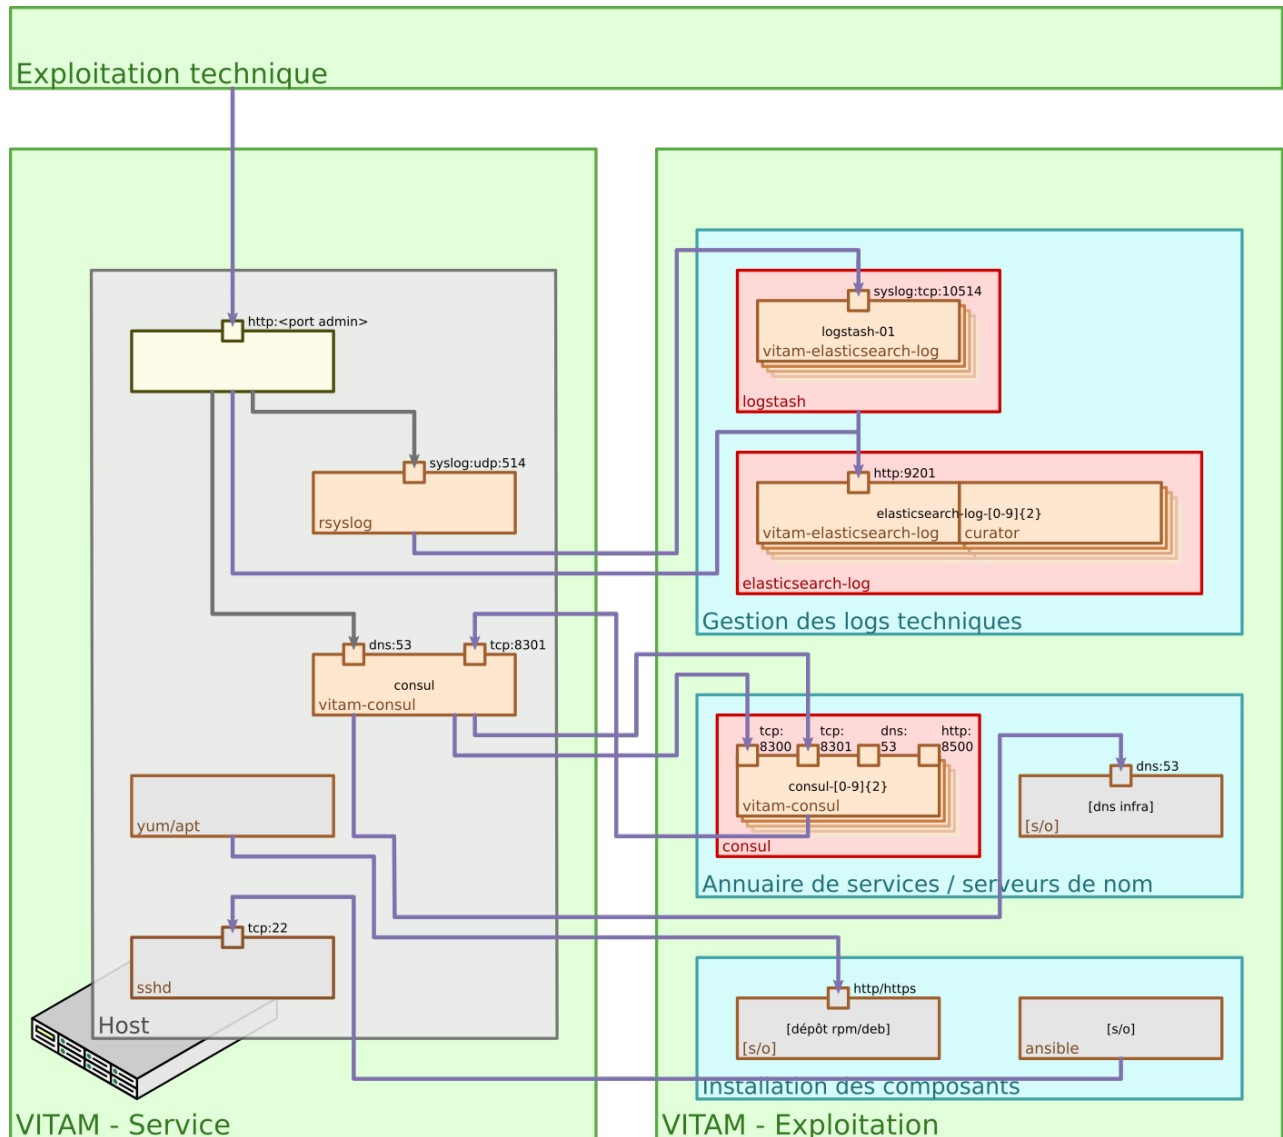 Exploitation technique
http:<port admin>
syslog:udp:514
rsyslog
dns:53
tcp:8301
consul
vitam-consul
yum/apt
tcp:22
sshd
Host
VITAM - Service
syslog:tcp:10514
logstash-01
vitam-elasticsearch-log
logstash
http:9201
elasticsearch-log-[0-9]{2}
vitam-elasticsearch-log
curator
elasticsearch-log
Gestion des logs techniques
tcp:
8300
tcp:
8301
dns:
53
http:
8500
consul-[0-9]{2}
vitam-consul
consul
dns:53
[dns infra]
[s/o]
Annuaire de services / serveurs de nom
http/https
[dépôt rpm/deb]
[s/o]
[s/o]
ansible
Installation des composants
VITAM - Exploitation